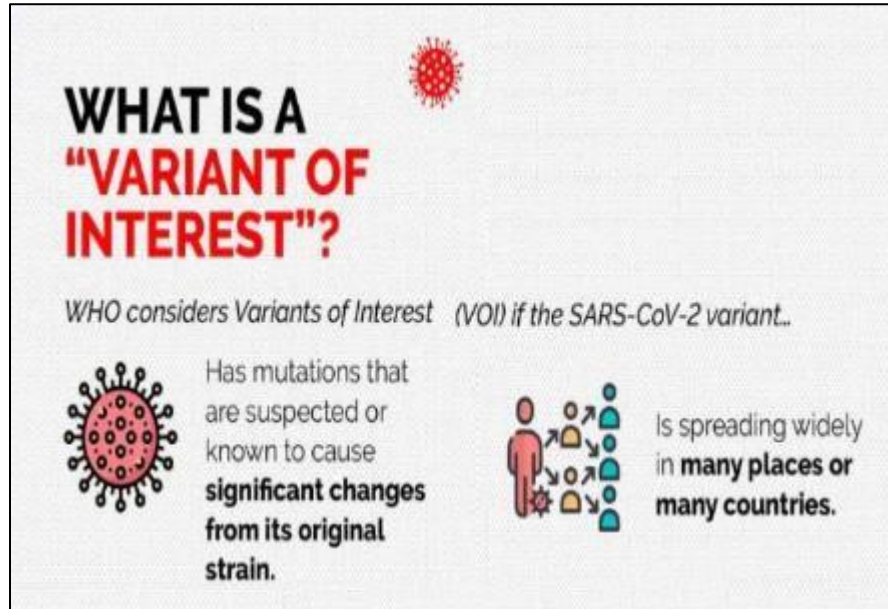 WHAT IS A
“VARIANT OF
INTEREST”?
WHO considers Variants of Interest (VOI) if the SARS-CoV-2 variant...
Has mutations that
are suspected or
known to cause
significant changes
from its original
strain.
Is spreading widely
in many places or
many countries.